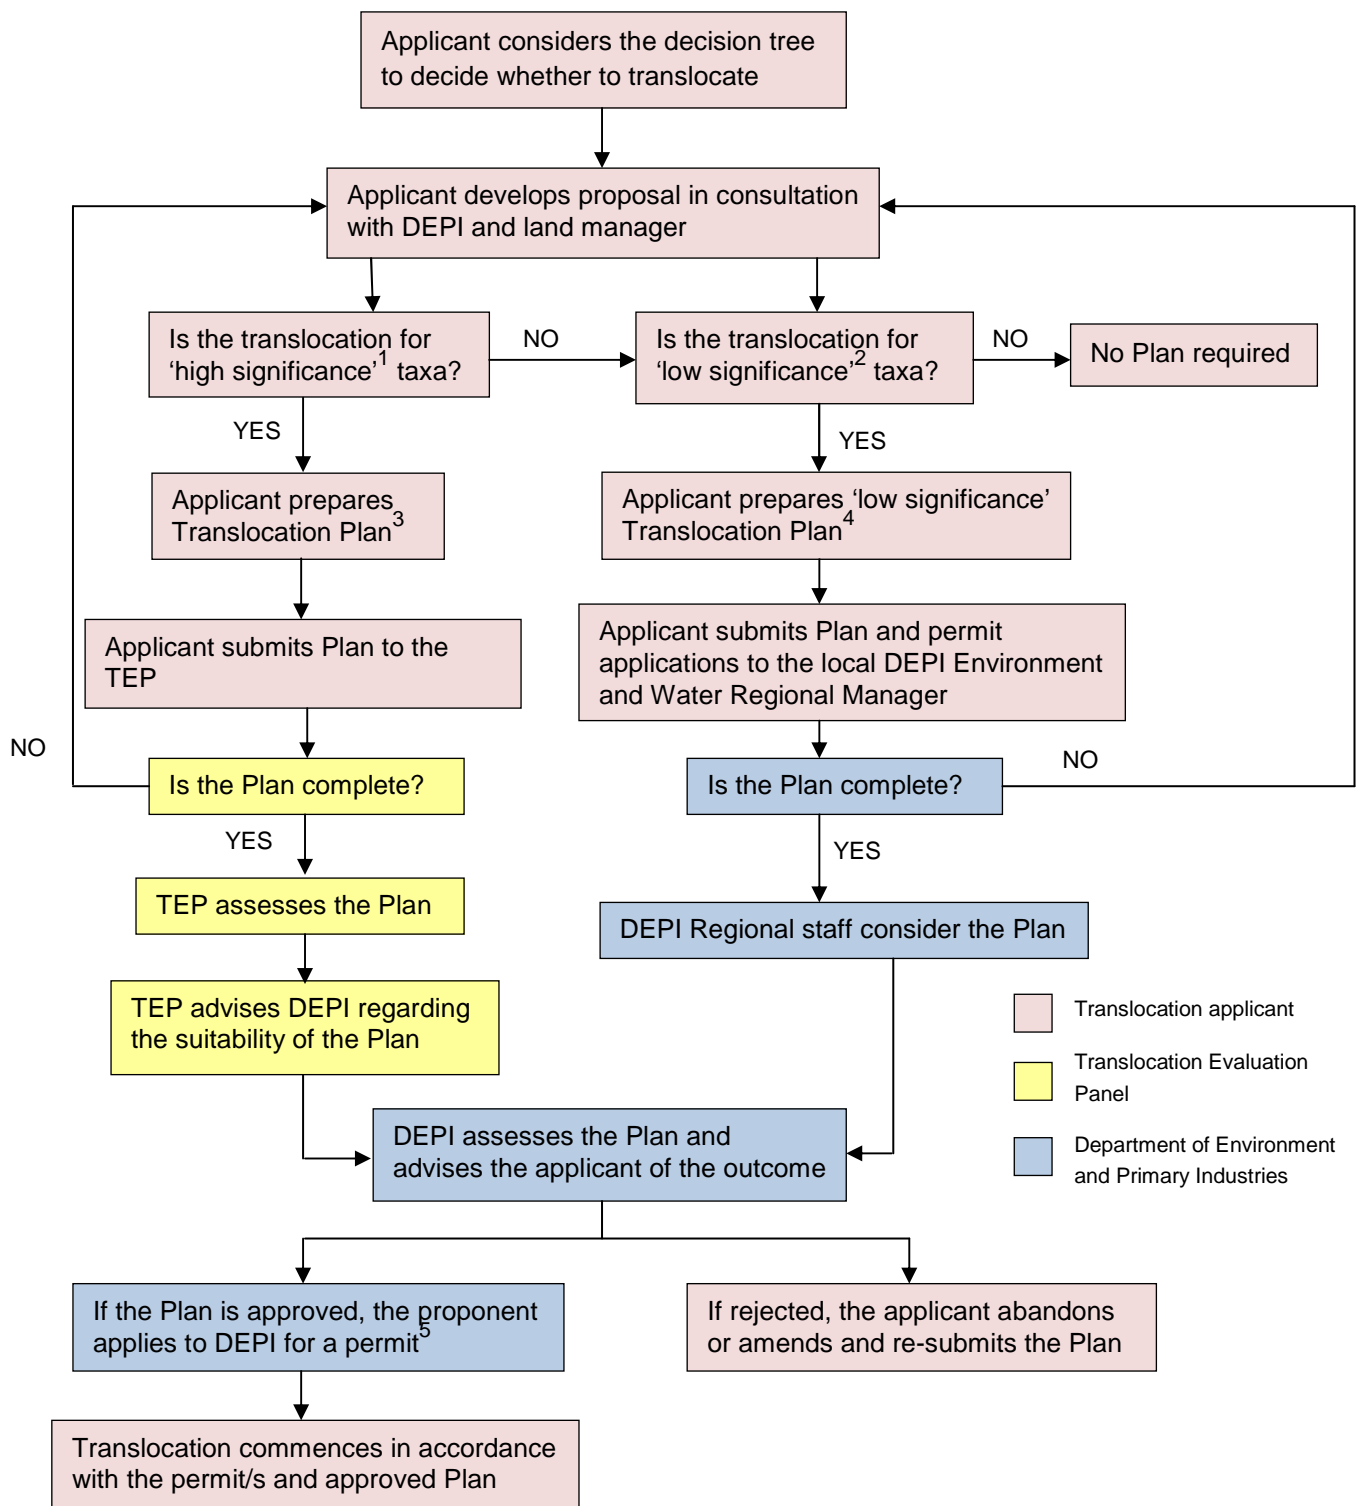 Applicant considers the decision tree
to decide whether to translocate
Applicant develops proposal in consultation
with DEPI and land manager
Is the translocation for
‘high significance’1 taxa?
NO
Is the translocation for
‘low significance’2 taxa?
NO
No Plan required
YES
YES
Applicant prepares
Translocation Plan3
Applicant prepares ‘low significance’
Translocation Plan4
Applicant submits Plan to the
TEP
Applicant submits Plan and permit
applications to the local DEPI Environment
and Water Regional Manager
NO
Is the Plan complete?
Is the Plan complete?
NO
YES
YES
TEP assesses the Plan
DEPI Regional staff consider the Plan
TEP advises DEPI regarding
the suitability of the Plan
Translocation applicant
Translocation Evaluation
Panel
Department of Environment
and Primary Industries
DEPI assesses the Plan and
advises the applicant of the outcome
If the Plan is approved, the proponent
applies to DEPI for a permit5
If rejected, the applicant abandons
or amends and re-submits the Plan
Translocation commences in accordance
with the permit/s and approved Plan